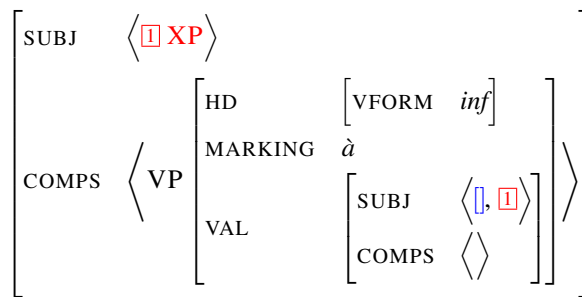 SUBJ ⟨ 1 XP ⟩
HD [VFORM inf]
MARKING à
COMPS ⟨ VP
SUBJ ⟨ [], 1 ⟩
VAL
COMPS ⟨⟩